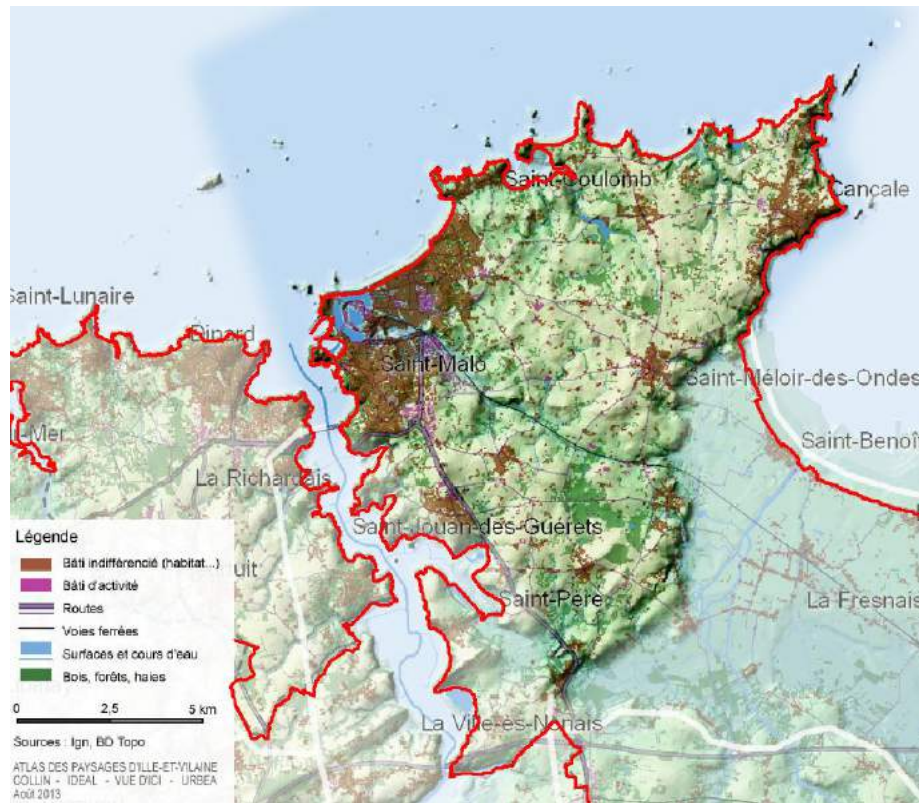 Saint-Coulomb
Cancale
Saint-Lunaire
Dinard
Saint-Malo
Saint-Méloir-des-Ondes
Mer
Saint-Benoî
La Richardais
Saint-Jouan-des-Guérets
Légende
Bâti indifférencié (habitat...)
uit
Bâti d'activité
Saint-Père
La Fresnais
Routes
Voies ferrées
Surfaces et cours d'eau
Bois, forêts, haies
0 2,5 5 km
La Ville-ès-Nonais
Sources : Ign, BD Topo
ATLAS DES PAYSAGES D'ILLE-ET-VILAINE
COLLIN - IDEAL - VUE D'ICI - URBEA
Août 2013